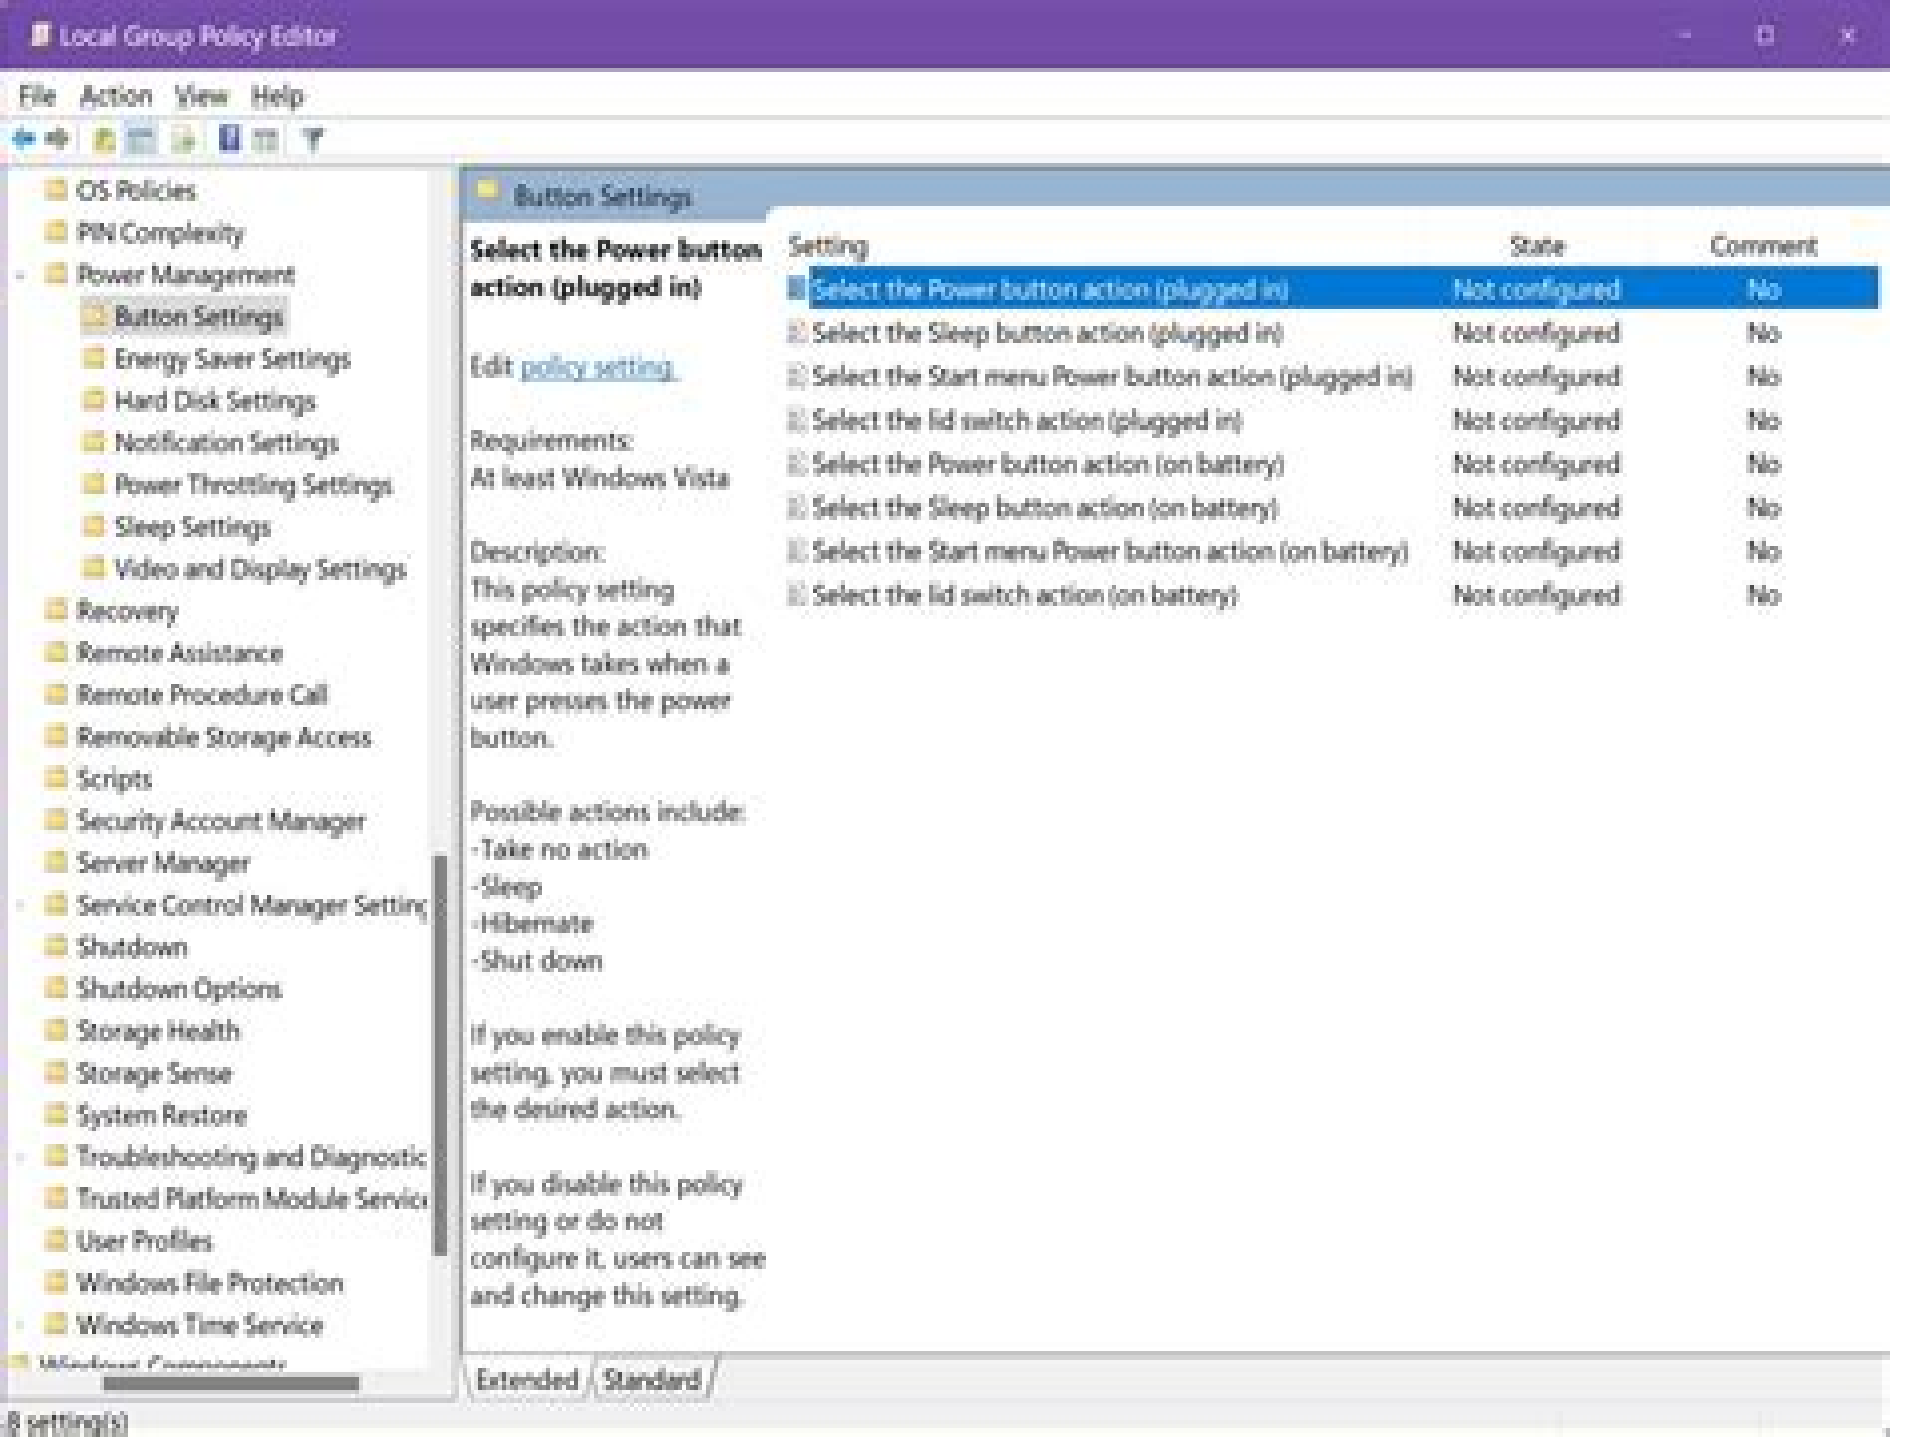 Local Group Policy Editor
File Action View Help
OS Policies
PIN Complexity
Power Management
Button Settings
Energy Saver Settings
Hard Disk Settings
Notification Settings
Power Throttling Settings
Sleep Settings
Video and Display Settings
Recovery
Remote Assistance
Remote Procedure Call
Removable Storage Access
Scripts
Security Account Manager
Server Manager
Service Control Manager Setting
Shutdown
Shutdown Options
Storage Health
Storage Sense
System Restore
Troubleshooting and Diagnostic
Trusted Platform Module Service
User Profiles
Windows File Protection
Windows Time Service
Windows Components
8 setting(s)
Button Settings
Select the Power button
action (plugged in)
Edit policy setting
Requirements:
At least Windows Vista
Description:
This policy setting
specifies the action that
Windows takes when a
user presses the power
button.
Possible actions include:
-Take no action
-Sleep
-Hibernate
-Shut down
If you enable this policy
setting, you must select
the desired action.
If you disable this policy
setting or do not
configure it, users can see
and change this setting.
Setting State Comment
Select the Power button action (plugged in) Not configured No
Select the Sleep button action (plugged in) Not configured No
Select the Start menu Power button action (plugged in) Not configured No
Select the lid switch action (plugged in) Not configured No
Select the Power button action (on battery) Not configured No
Select the Sleep button action (on battery) Not configured No
Select the Start menu Power button action (on battery) Not configured No
Select the lid switch action (on battery) Not configured No
Extended Standard